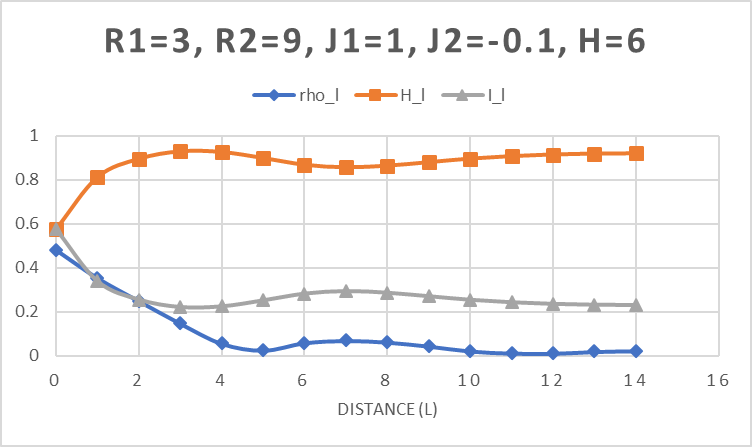 R1=3, R2=9, J1=1, J2=-0.1, H=6
rho_l H_l I_l
1
0.8
0.6
0.4
0.2
0
0 2 4 6 8 10 12 14 16
DISTANCE (L)